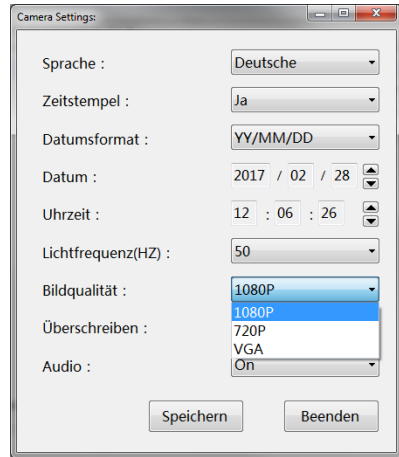 Camera Settings:
Sprache : Deutsche
Zeitstempel : Ja
Datumsformat : YY/MM/DD
Datum : 2017 / 02 / 28
Uhrzeit : 12 : 06 : 26
Lichtfrequenz(HZ) : 50
Bildqualität : 1080P
1080P
Überschreiben : 720P
VGA
Audio : On
Speichern Beenden